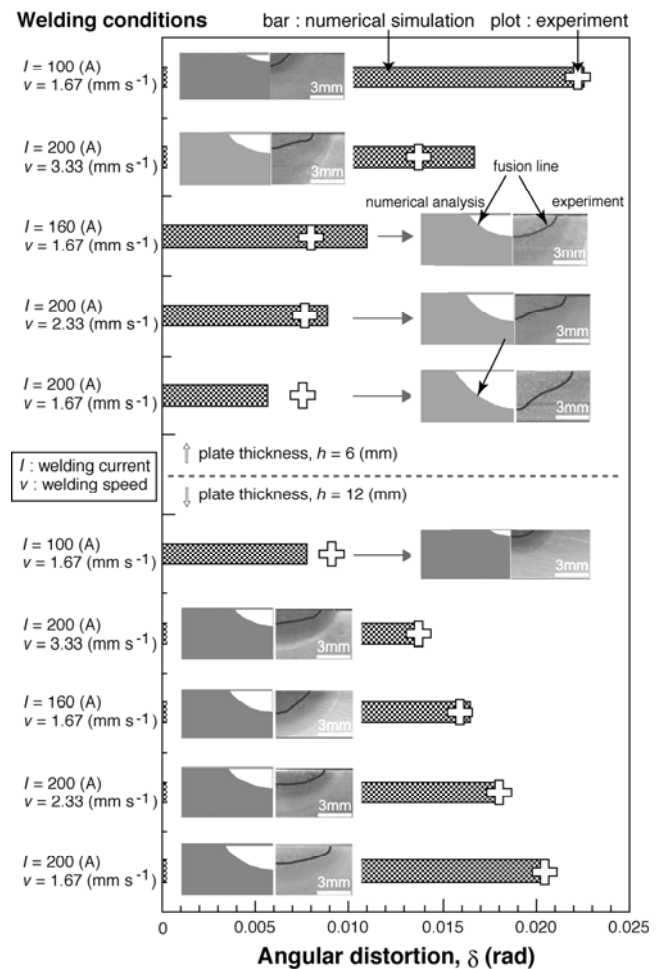 Welding conditions
bar : numerical simulation
plot : experiment
I = 100 (A)
v = 1.67 (mm s-1)
3mm
I = 200 (A)
v = 3.33 (mm s-1)
3mm
fusion line
numerical analysis
experiment
I = 160 (A)
v = 1.67 (mm s-1)
3mm
I = 200 (A)
v = 2.33 (mm s-1)
3mm
I = 200 (A)
v = 1.67 (mm s-1)
3mm
I : welding current
v : welding speed
⇧ plate thickness, h = 6 (mm)
⇩ plate thickness, h = 12 (mm)
I = 100 (A)
v = 1.67 (mm s-1)
3mm
I = 200 (A)
v = 3.33 (mm s-1)
3mm
I = 160 (A)
v = 1.67 (mm s-1)
3mm
I = 200 (A)
v = 2.33 (mm s-1)
3mm
I = 200 (A)
v = 1.67 (mm s-1)
3mm
0 0.005 0.010 0.015 0.020 0.025
Angular distortion, δ (rad)